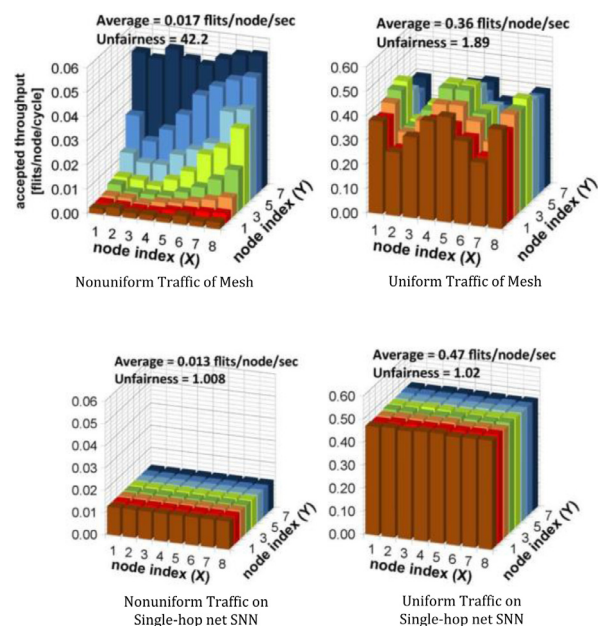 Average = 0.017 flits/node/sec
Unfairness = 42.2
accepted throughput
[flits/node/cycle]
0.06
0.05
0.04
0.03
0.02
0.01
0.00
1 2 3 4 5 6 7 8
node index (X)
1 3 5 7
node index (Y)
Nonuniform Traffic of Mesh
Average = 0.36 flits/node/sec
Unfairness = 1.89
0.60
0.50
0.40
0.30
0.20
0.10
0.00
1 2 3 4 5 6 7 8
node index (X)
1 3 5 7
node index (Y)
Uniform Traffic of Mesh
Average = 0.013 flits/node/sec
Unfairness = 1.008
0.06
0.05
0.04
0.03
0.02
0.01
0.00
1 2 3 4 5 6 7 8
node index (X)
1 3 5 7
node index (Y)
Nonuniform Traffic on
Single-hop net SNN
Average = 0.47 flits/node/sec
Unfairness = 1.02
0.60
0.50
0.40
0.30
0.20
0.10
0.00
1 2 3 4 5 6 7 8
node index (X)
1 3 5 7
node index (Y)
Uniform Traffic on
Single-hop net SNN